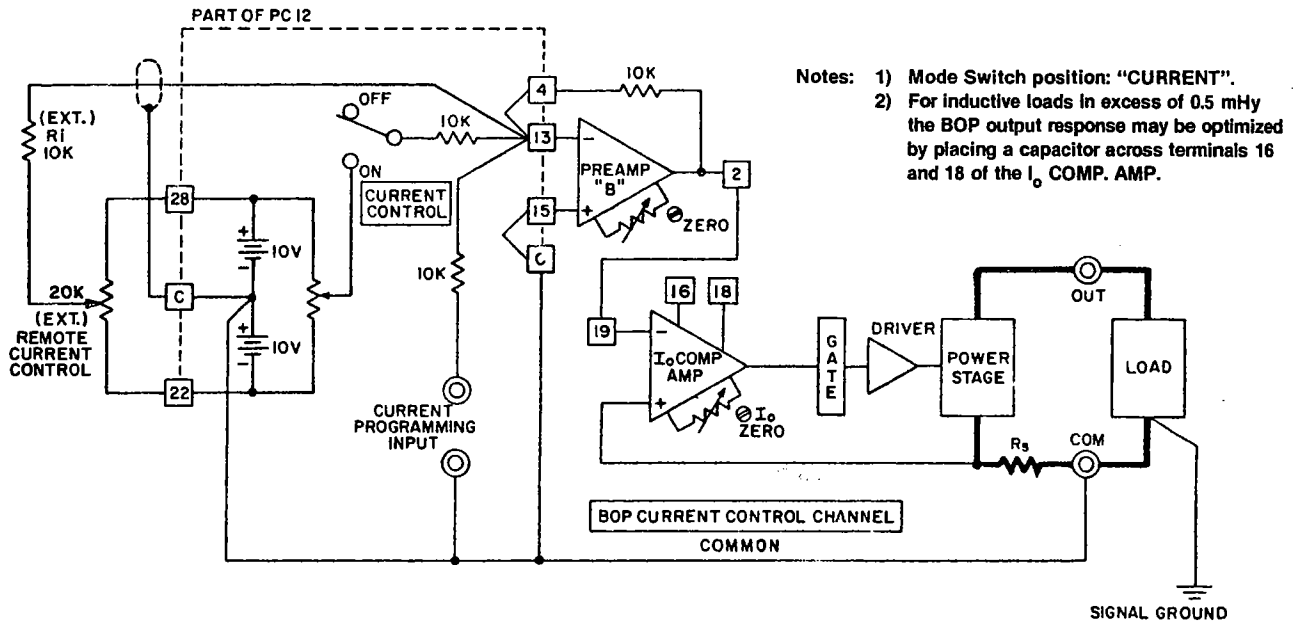 PART OF PC 12
Notes: 1) Mode Switch position: "CURRENT".
2) For inductive loads in excess of 0.5 mHy
the BOP output response may be optimized
by placing a capacitor across terminals 16
and 18 of the Io COMP. AMP.
(EXT.)
Ri
10K
OFF
10K
ON
CURRENT
CONTROL
4
10K
13
−
PREAMP
"B"
15
+
ZERO
2
C
28
+
−
10V
C
+
−
10V
22
20K
(EXT.)
REMOTE
CURRENT
CONTROL
10K
CURRENT
PROGRAMMING
INPUT
16
18
19
−
Io COMP
AMP
+
Io
ZERO
GATE
DRIVER
POWER
STAGE
OUT
LOAD
Rs
COM
BOP CURRENT CONTROL CHANNEL
COMMON
SIGNAL GROUND